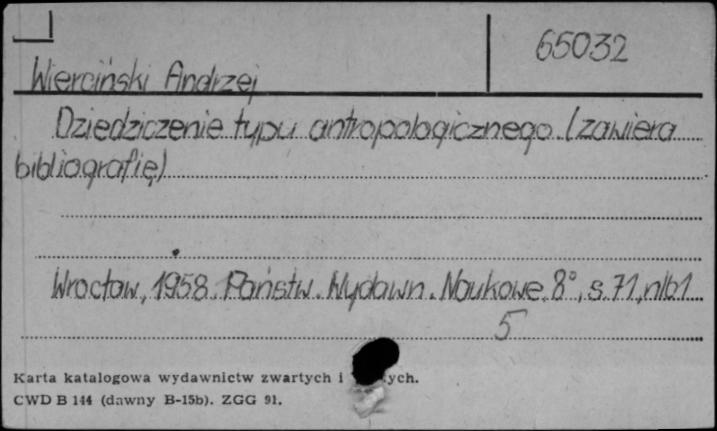 65032
Wierciński Andrzej
Dziedziczenie typu antropologicznego. (zawiera
bibliografię)
Wrocław, 1958. Państw. Wydawn. Naukowe. 8°, s. 71, nlb1
5
Karta katalogowa wydawnictw zwartych i
CWD B 144 (dawny B-15b). ZGG 91.